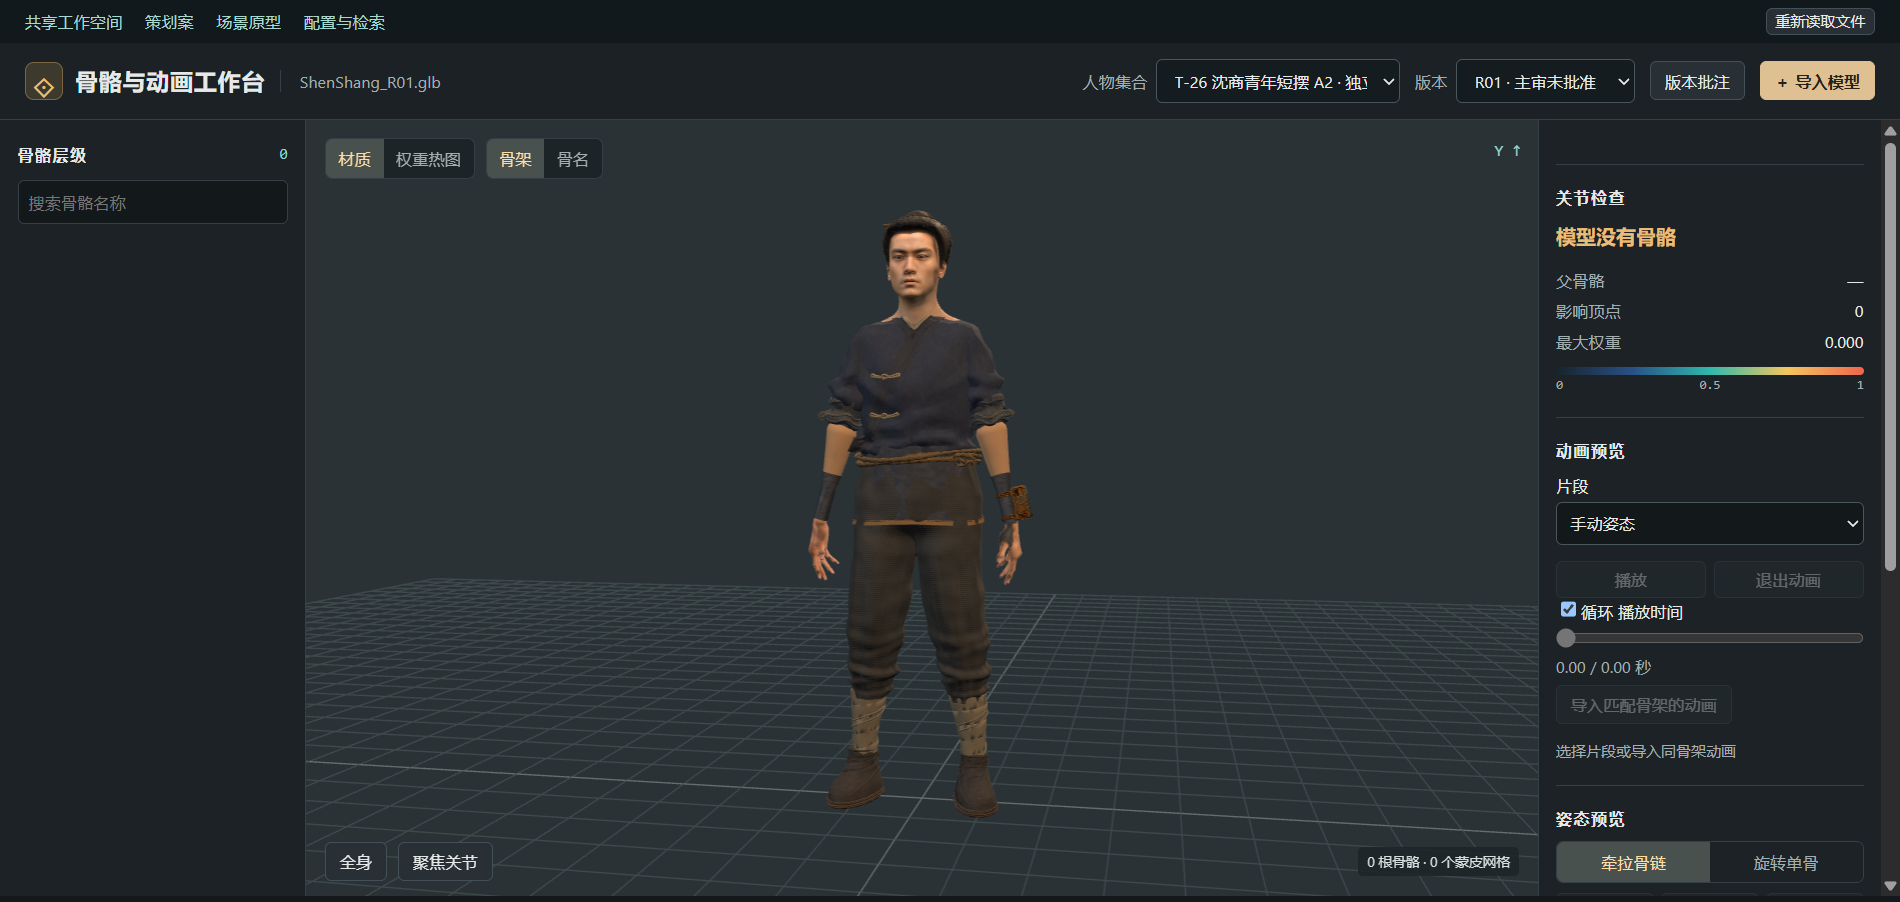 共享工作空间 策划案 场景原型 配置与检索 重新读取文件
骨骼与动画工作台 ShenShang_R01.glb 人物集合 T-26 沈商青年短摆 A2 · 独立 版本 R01 · 主审未批准 版本批注 + 导入模型
骨骼层级 0
搜索骨骼名称
材质 权重热图 骨架 骨名 Y ↑
全身 聚焦关节 0 根骨骼 · 0 个蒙皮网格
关节检查
模型没有骨骼
父骨骼 —
影响顶点 0
最大权重 0.000
0 0.5 1
动画预览
片段
手动姿态
播放 退出动画
循环 播放时间
0.00 / 0.00 秒
导入匹配骨架的动画
选择片段或导入同骨架动画
姿态预览
牵拉骨链 旋转单骨